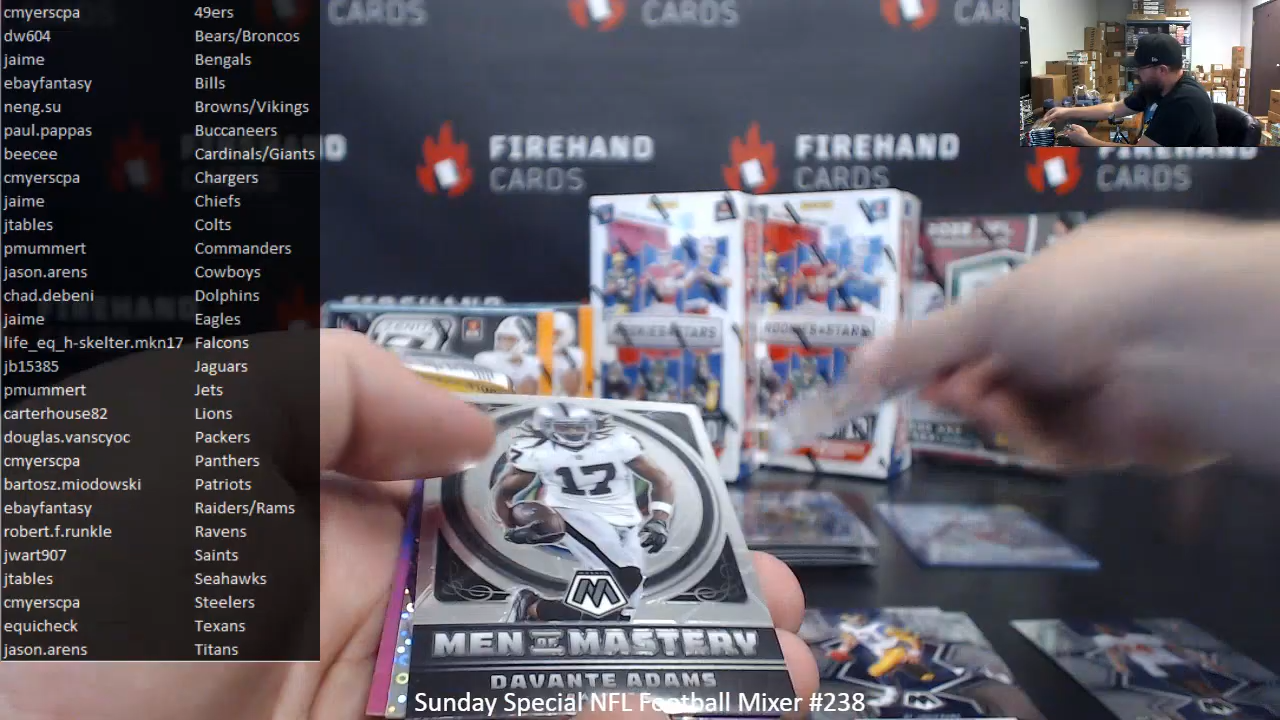 cmyerscpa 49ers
dw604 Bears/Broncos
jaime Bengals
ebayfantasy Bills
neng.su Browns/Vikings
paul.pappas Buccaneers
beecee Cardinals/Giants
cmyerscpa Chargers
jaime Chiefs
jtables Colts
pmummert Commanders
jason.arens Cowboys
chad.debeni Dolphins
jaime Eagles
life_eq_h-skelter.mkn17 Falcons
jb15385 Jaguars
pmummert Jets
carterhouse82 Lions
douglas.vanscyoc Packers
cmyerscpa Panthers
bartosz.miodowski Patriots
ebayfantasy Raiders/Rams
robert.f.runkle Ravens
jwart907 Saints
jtables Seahawks
cmyerscpa Steelers
equicheck Texans
jason.arens Titans
CARDS
CARDS
CARDS
FIREHAND
CARDS
FIREHAND
CARDS
CARDS
FIREHAND
ROOKIES & STARS
ROOKIES & STARS
17
M
MEN OF MASTERY
DAVANTE ADAMS
Sunday Special NFL Football Mixer #238